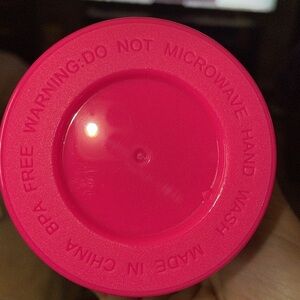 WARNING:DO NOT MICROWAVE HAND WASH
MADE IN CHINA BPA FREE